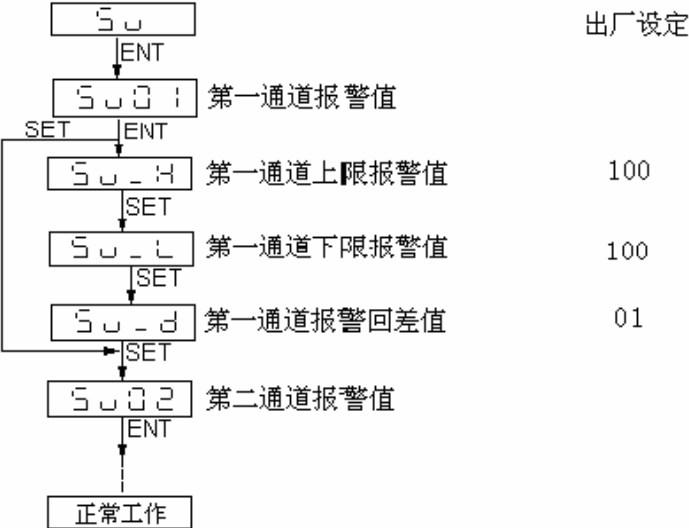 Su 出厂设定
ENT
Su01 第一通道报警值
SET ENT
Su_H 第一通道上限报警值 100
SET
Su_L 第一通道下限报警值 100
SET
Su_d 第一通道报警回差值 01
SET
Su02 第二通道报警值
ENT
正常工作